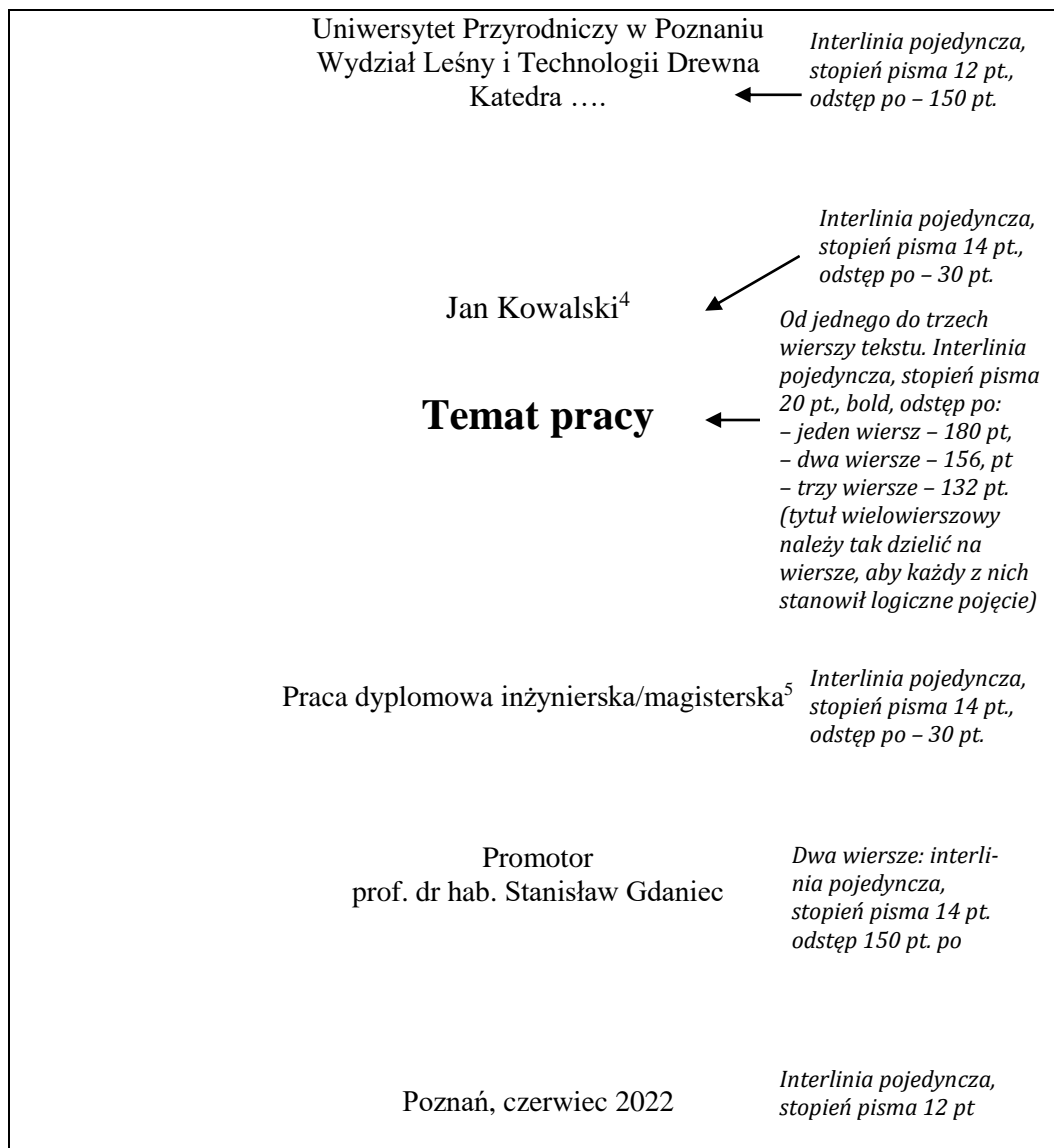 Uniwersytet Przyrodniczy w Poznaniu
Wydział Leśny i Technologii Drewna
Katedra ….
Interlinia pojedyncza,
stopień pisma 12 pt.,
odstęp po – 150 pt.
Interlinia pojedyncza,
stopień pisma 14 pt.,
odstęp po – 30 pt.
Jan Kowalski⁴
Temat pracy
Od jednego do trzech
wierszy tekstu. Interlinia
pojedyncza, stopień pisma
20 pt., bold, odstęp po:
– jeden wiersz – 180 pt,
– dwa wiersze – 156, pt
– trzy wiersze – 132 pt.
(tytuł wielowierszowy
należy tak dzielić na
wiersze, aby każdy z nich
stanowił logiczne pojęcie)
Praca dyplomowa inżynierska/magisterska⁵
Interlinia pojedyncza,
stopień pisma 14 pt.,
odstęp po – 30 pt.
Promotor
prof. dr hab. Stanisław Gdaniec
Dwa wiersze: interli-
nia pojedyncza,
stopień pisma 14 pt.
odstęp 150 pt. po
Poznań, czerwiec 2022
Interlinia pojedyncza,
stopień pisma 12 pt